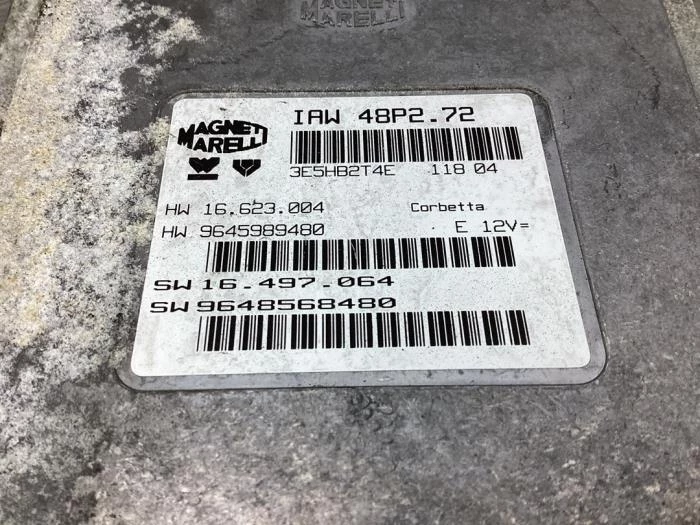 MAGNETI
MARELLI
IAW 48P2.72
MAGNETI
MARELLI
3E5HB2T4E 118 04
HW 16.623.004 Corbetta
HW 9645989480 E 12V=
SW 16.497.064
SW 9648568480